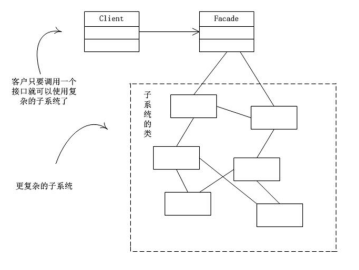 Client
Facade
客户只要调用一个
接口就可以使用复
杂的子系统了
子系统的类
更复杂的子系统